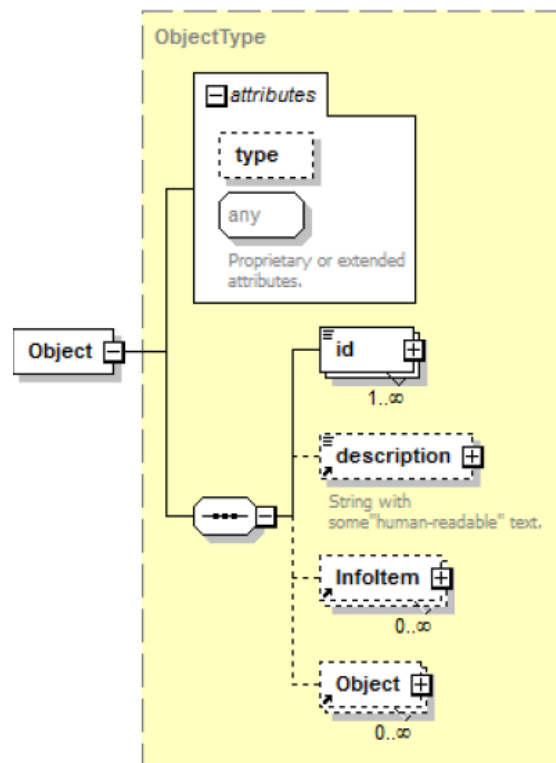 ObjectType
attributes
type
any
Proprietary or extended
attributes.
Object
id
1..∞
description
String with
some"human-readable" text.
InfoItem
0..∞
Object
0..∞